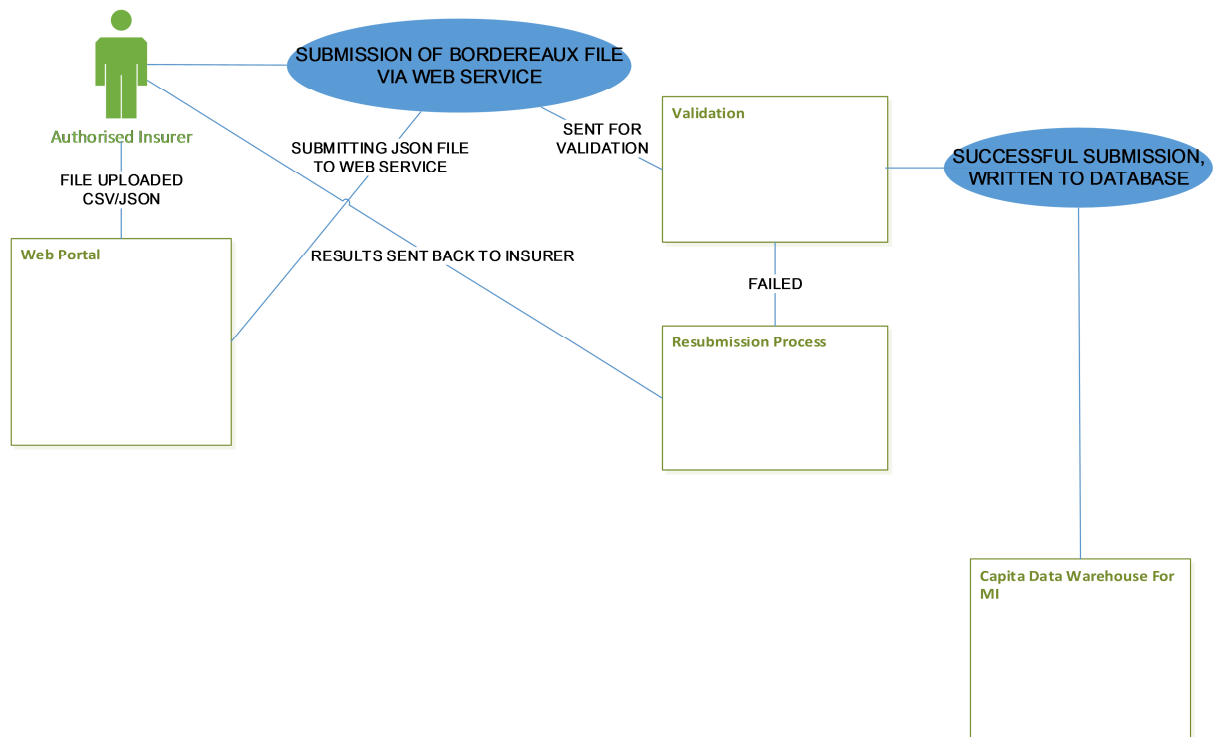 SUBMISSION OF BORDEREAUX FILE
VIA WEB SERVICE
Authorised Insurer
SENT FOR
VALIDATION
Validation
SUBMITTING JSON FILE
TO WEB SERVICE
SUCCESSFUL SUBMISSION,
WRITTEN TO DATABASE
FILE UPLOADED
CSV/JSON
Web Portal
RESULTS SENT BACK TO INSURER
FAILED
Resubmission Process
Capita Data Warehouse For
MI